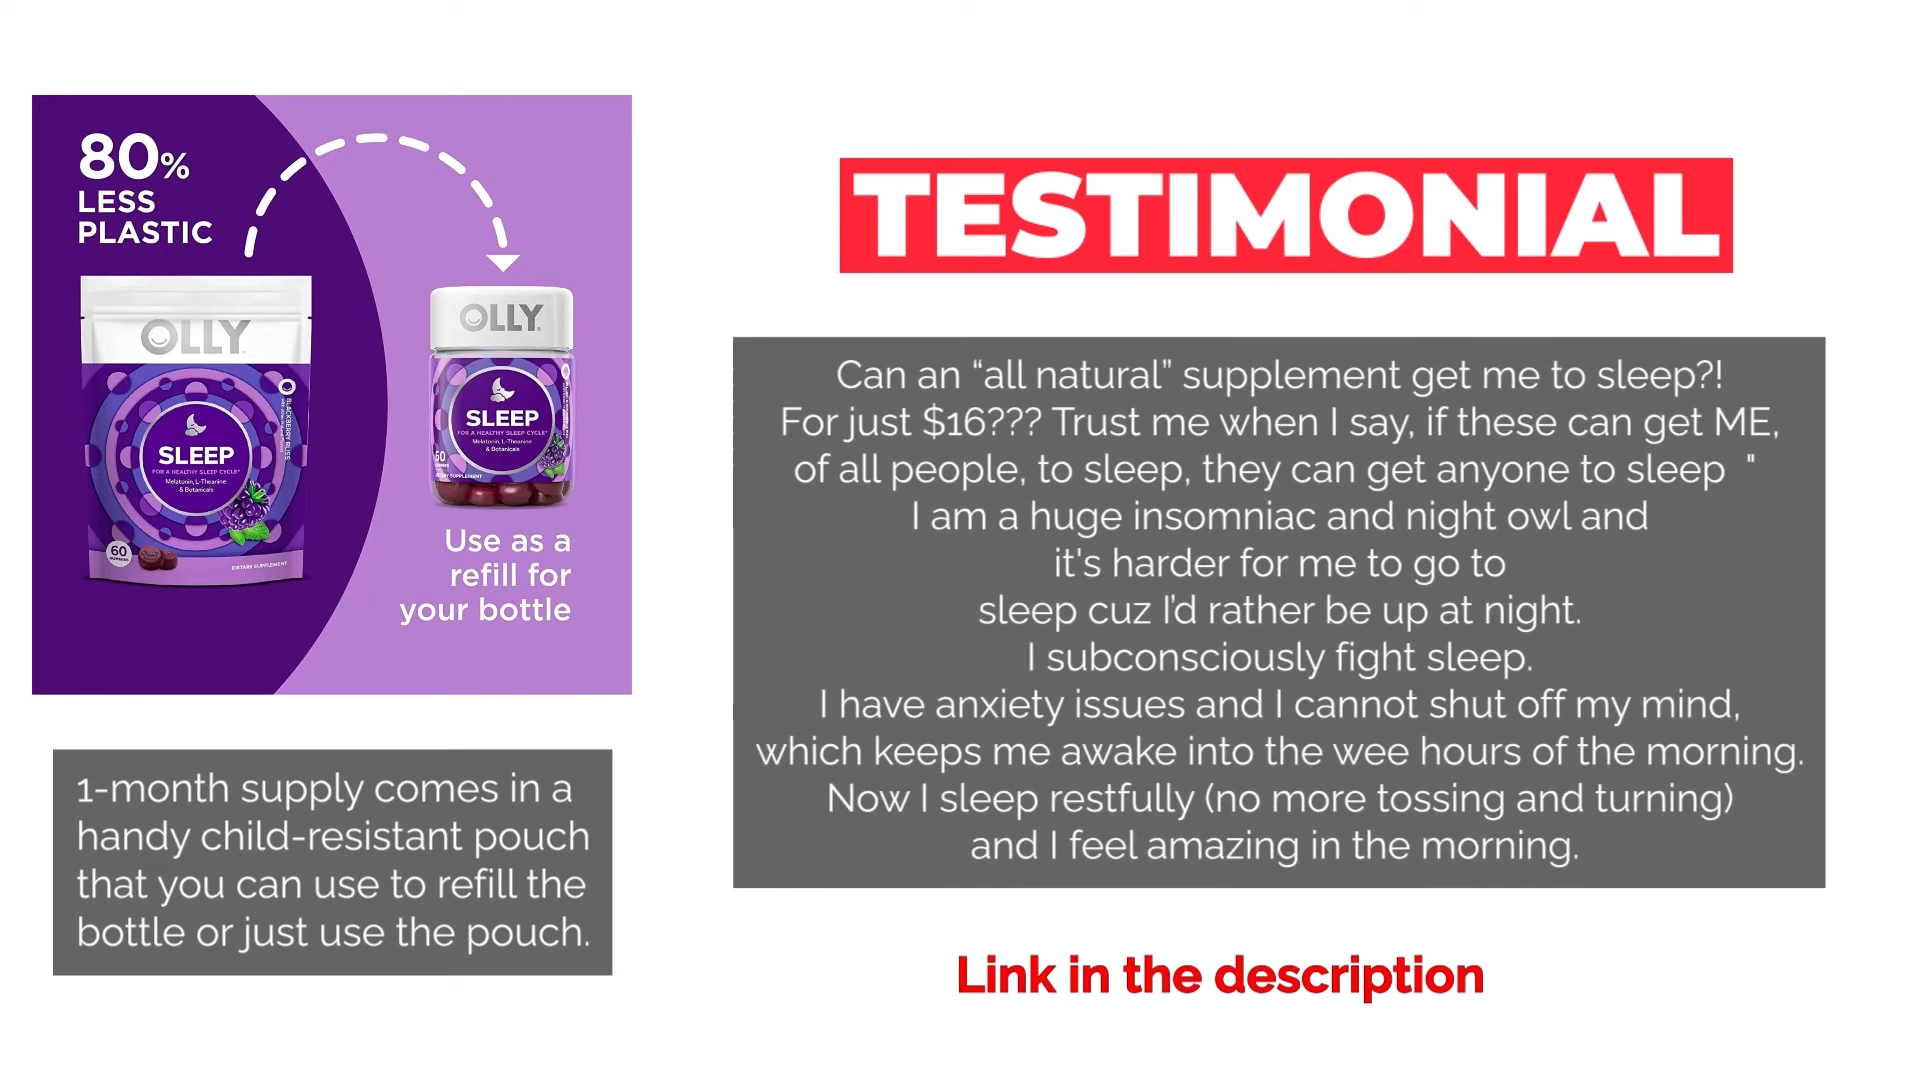 80%
LESS
PLASTIC
OLLY
SLEEP
FOR A HEALTHY SLEEP CYCLE*
Melatonin, L-Theanine
& Botanicals
BLACKBERRY BLISS
60
GUMMIES
DIETARY SUPPLEMENT
OLLY
SLEEP
FOR A HEALTHY SLEEP CYCLE*
Melatonin, L-Theanine
& Botanicals
60
DIETARY SUPPLEMENT
Use as a
refill for
your bottle
1-month supply comes in a
handy child-resistant pouch
that you can use to refill the
bottle or just use the pouch.
TESTIMONIAL
Can an “all natural” supplement get me to sleep?!
For just $16??? Trust me when I say, if these can get ME,
of all people, to sleep, they can get anyone to sleep "
I am a huge insomniac and night owl and
it's harder for me to go to
sleep cuz I’d rather be up at night.
I subconsciously fight sleep.
I have anxiety issues and I cannot shut off my mind,
which keeps me awake into the wee hours of the morning.
Now I sleep restfully (no more tossing and turning)
and I feel amazing in the morning.
Link in the description